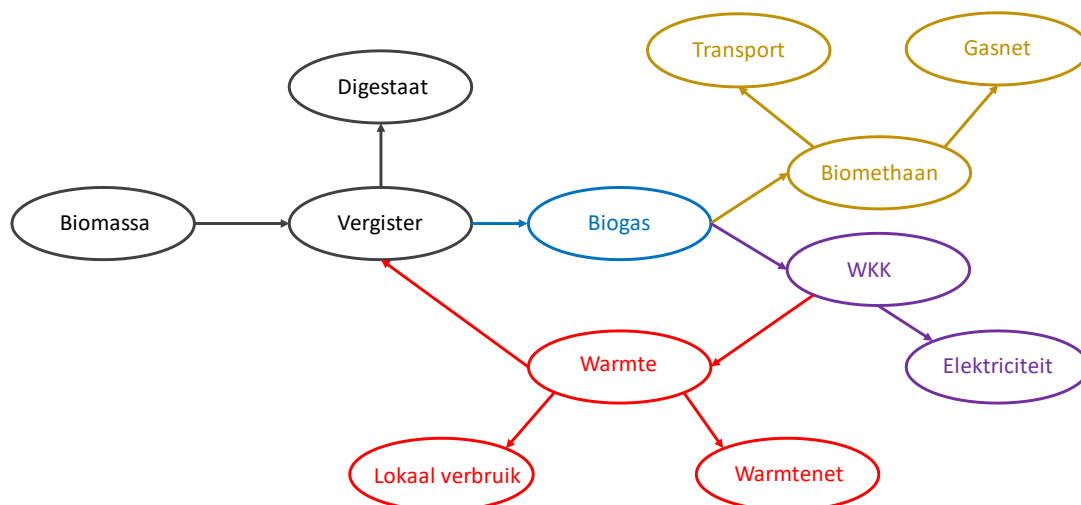 Transport
Gasnet
Digestaat
Biomethaan
Biomassa
Vergister
Biogas
WKK
Warmte
Elektriciteit
Lokaal verbruik
Warmtenet